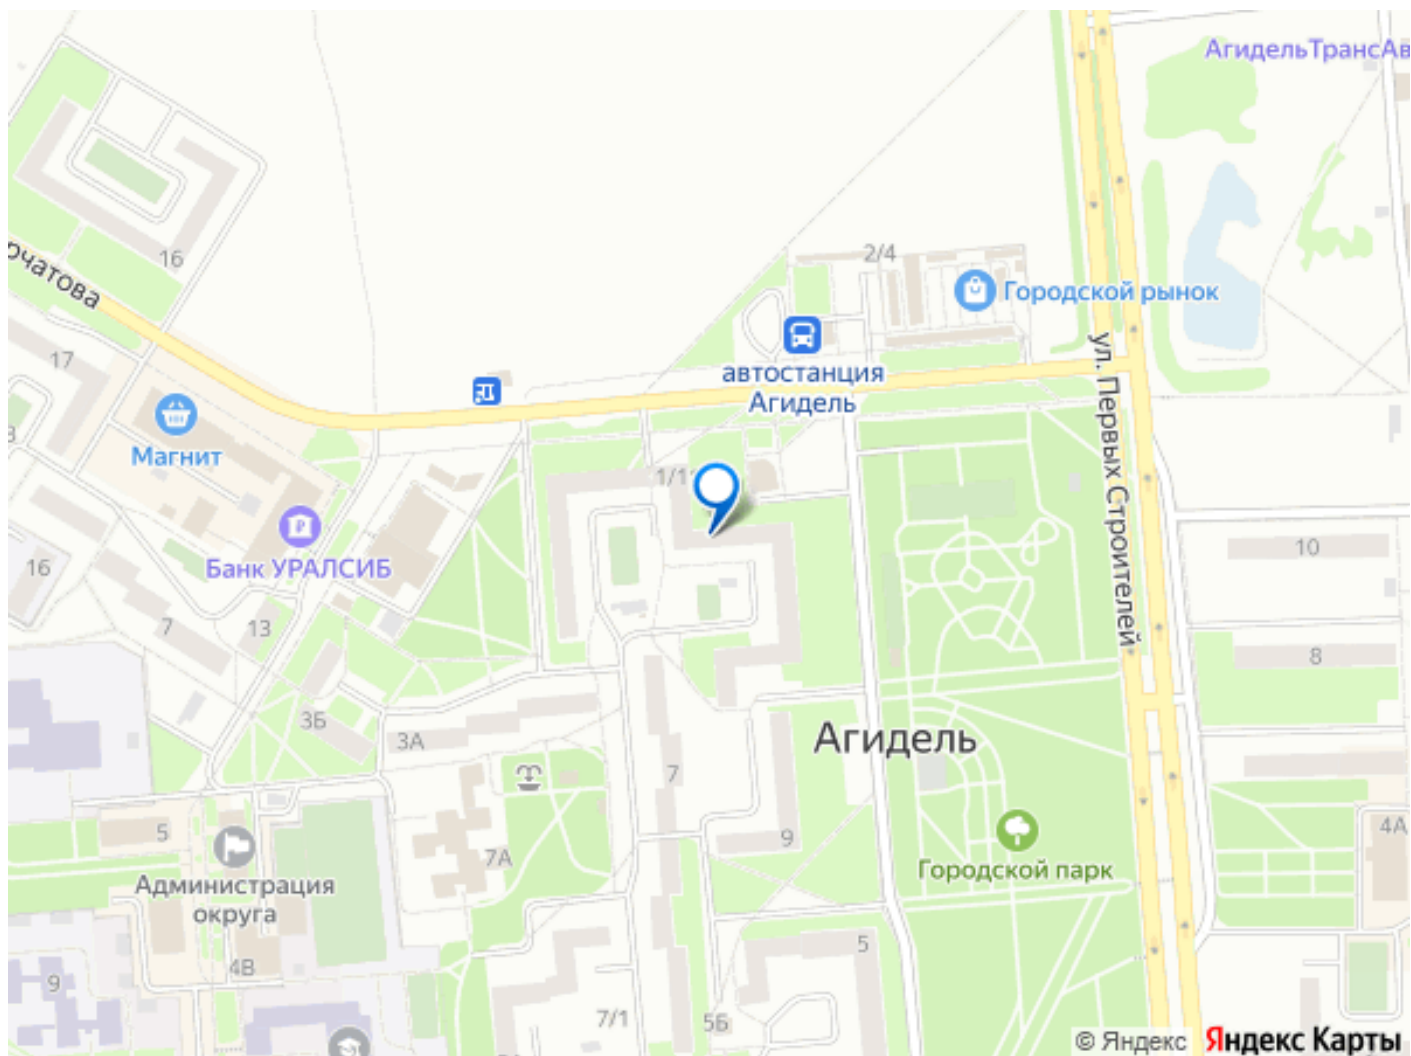 АгидельТрансАв
16
2/4
Городской рынок
17
автостанция
Агидель
ул. Первых Строителей
Магнит
1/1
Банк УРАЛСИБ
16
10
7
13
8
3Б
3А
Агидель
7
5
9
4А
7А
Городской парк
Администрация
округа
4В
5
9
7/1
5Б
© Яндекс
Яндекс Карты